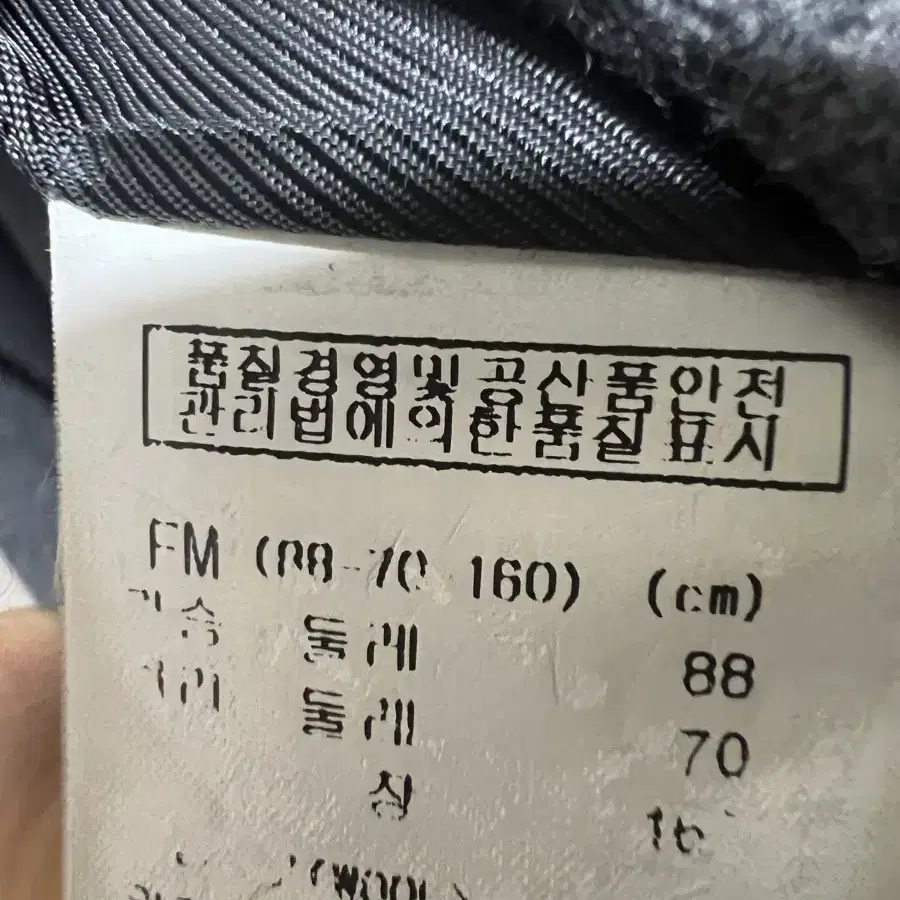 품질경영및공산품안전
관리법에의한품질표시
FM (88-70-160) (cm)
가슴 둘레 88
허리 둘레 70
신장
(WOOL)